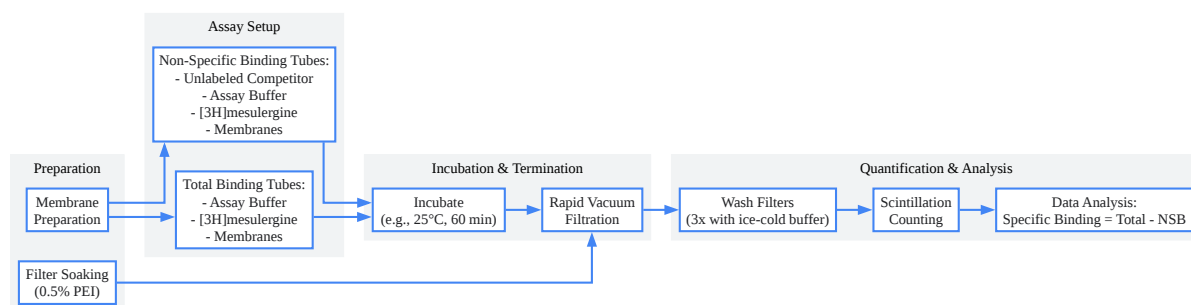 Preparation
Membrane
Preparation
Filter Soaking
(0.5% PEI)
Assay Setup
Non-Specific Binding Tubes:
- Unlabeled Competitor
- Assay Buffer
- [3H]mesulergine
- Membranes
Total Binding Tubes:
- Assay Buffer
- [3H]mesulergine
- Membranes
Incubation & Termination
Incubate
(e.g., 25°C, 60 min)
Rapid Vacuum
Filtration
Quantification & Analysis
Wash Filters
(3x with ice-cold buffer)
Scintillation
Counting
Data Analysis:
Specific Binding = Total - NSB